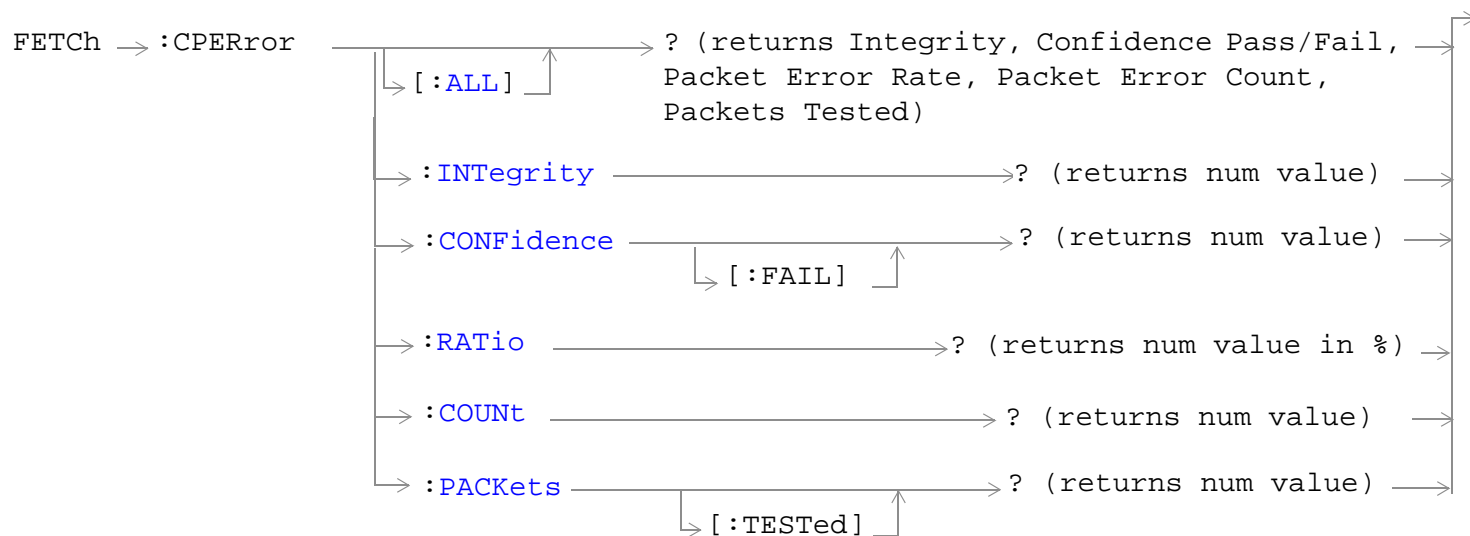 FETCh :CPERror ? (returns Integrity, Confidence Pass/Fail,
[:ALL] Packet Error Rate, Packet Error Count,
Packets Tested)
:INTegrity ? (returns num value)
:CONFidence ? (returns num value)
[:FAIL]
:RATio ? (returns num value in %)
:COUNt ? (returns num value)
:PACKets ? (returns num value)
[:TESTed]